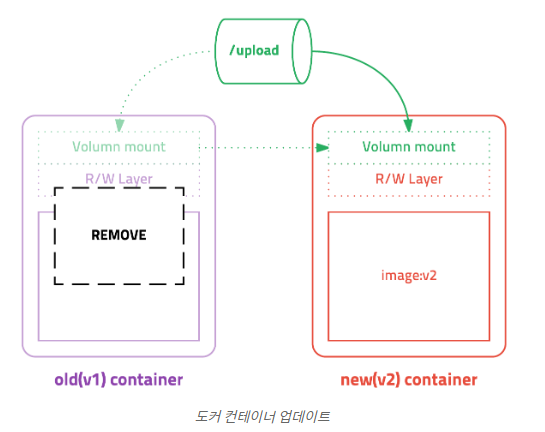 /upload
Volumn mount
Volumn mount
R/W Layer
R/W Layer
REMOVE
image:v2
old(v1) container
new(v2) container
도커 컨테이너 업데이트